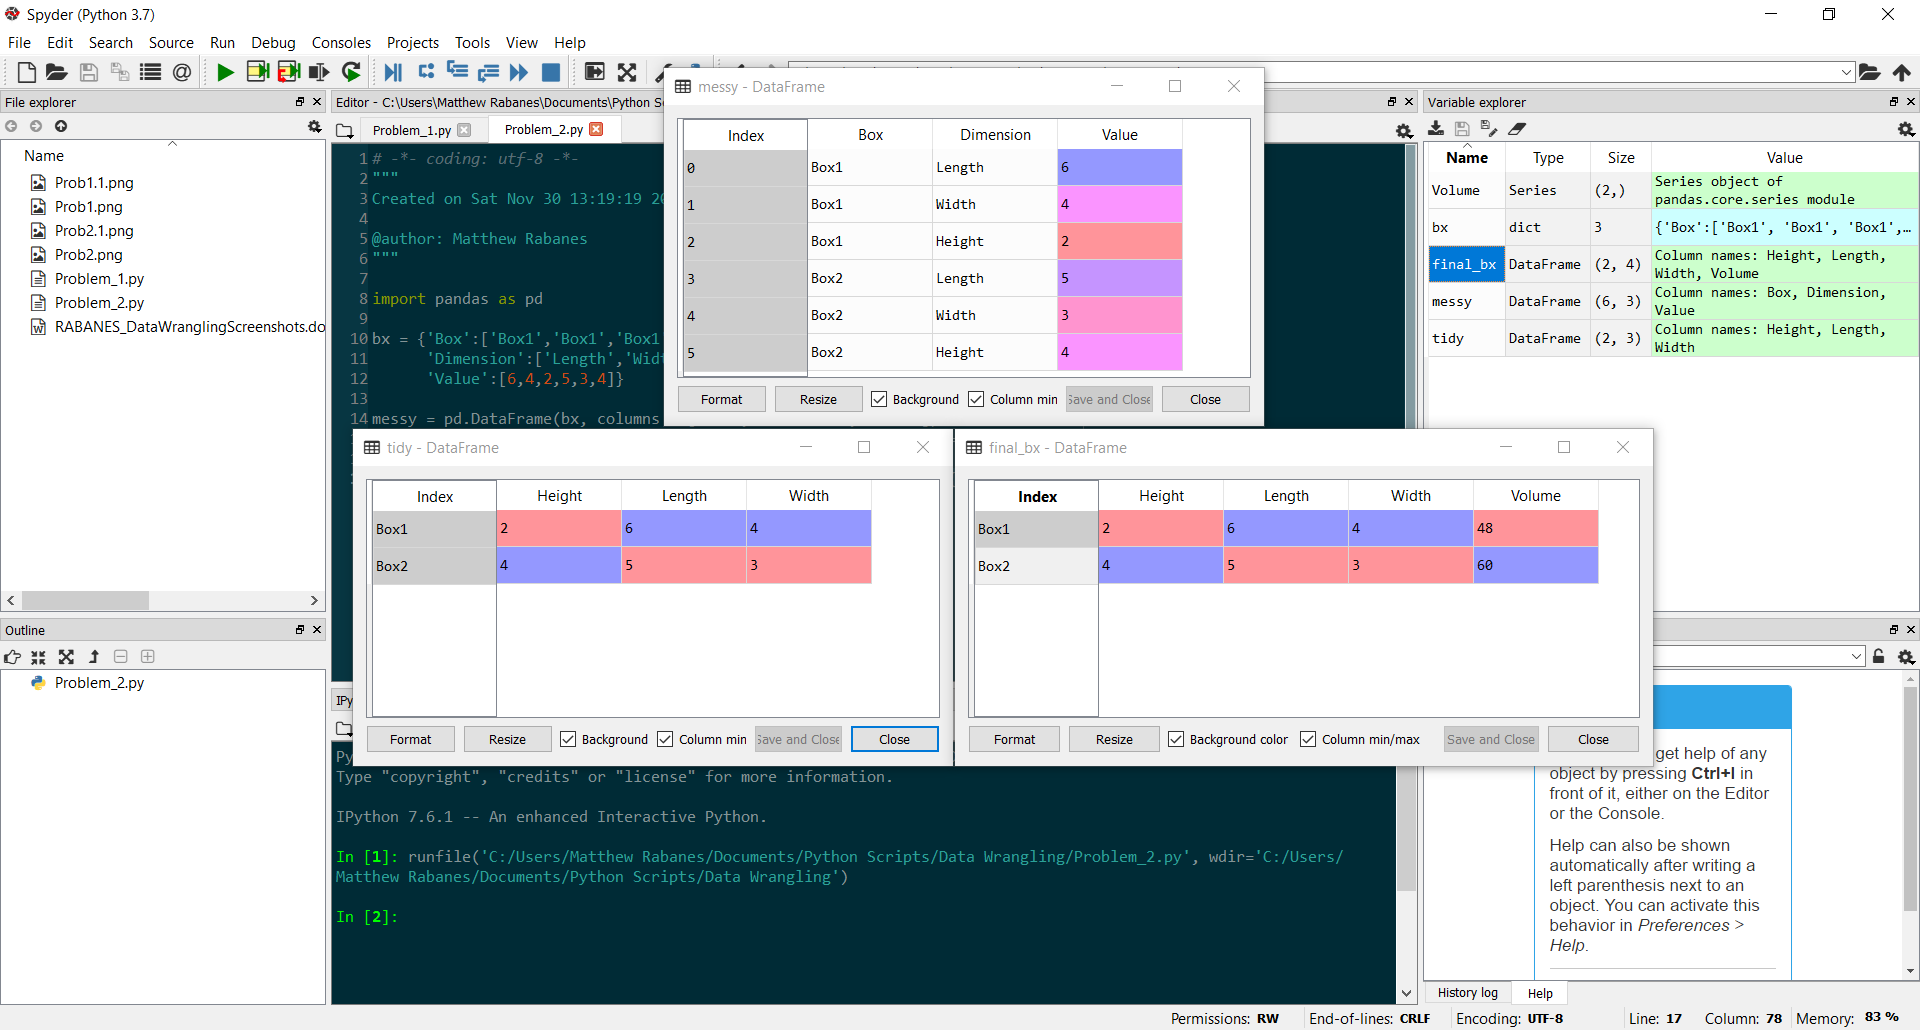 Spyder (Python 3.7)
File Edit Search Source Run Debug Consoles Projects Tools View Help
File explorer
Name
Prob1.1.png
Prob1.png
Prob2.1.png
Prob2.png
Problem_1.py
Problem_2.py
RABANES_DataWranglingScreenshots.do
Outline
Problem_2.py
Editor - C:\Users\Matthew Rabanes\Documents\Python S
Problem_1.py Problem_2.py
1 # -*- coding: utf-8 -*-
2 """
3 Created on Sat Nov 30 13:19:19 20
4
5 @author: Matthew Rabanes
6 """
7
8 import pandas as pd
9
10 bx = {'Box':['Box1','Box1','Box1'
11 'Dimension':['Length','Widt
12 'Value':[6,4,2,5,3,4]}
13
14 messy = pd.DataFrame(bx, columns
messy - DataFrame
Index Box Dimension Value
0 Box1 Length 6
1 Box1 Width 4
2 Box1 Height 2
3 Box2 Length 5
4 Box2 Width 3
5 Box2 Height 4
Format Resize Background Column min Save and Close Close
tidy - DataFrame
Index Height Length Width
Box1 2 6 4
Box2 4 5 3
Format Resize Background Column min Save and Close Close
final_bx - DataFrame
Index Height Length Width Volume
Box1 2 6 4 48
Box2 4 5 3 60
Format Resize Background color Column min/max Save and Close Close
Variable explorer
Name Type Size Value
Volume Series (2,) Series object of
pandas.core.series module
bx dict 3 {'Box':['Box1', 'Box1', 'Box1',…
final_bx DataFrame (2, 4) Column names: Height, Length,
Width, Volume
messy DataFrame (6, 3) Column names: Box, Dimension,
Value
tidy DataFrame (2, 3) Column names: Height, Length,
Width
IPy
Py
Type "copyright", "credits" or "license" for more information.
IPython 7.6.1 -- An enhanced Interactive Python.
In [1]: runfile('C:/Users/Matthew Rabanes/Documents/Python Scripts/Data Wrangling/Problem_2.py', wdir='C:/Users/
Matthew Rabanes/Documents/Python Scripts/Data Wrangling')
In [2]:
get help of any
object by pressing Ctrl+I in
front of it, either on the Editor
or the Console.
Help can also be shown
automatically after writing a
left parenthesis next to an
object. You can activate this
behavior in Preferences >
Help.
History log Help
Permissions: RW End-of-lines: CRLF Encoding: UTF-8 Line: 17 Column: 78 Memory: 83 %